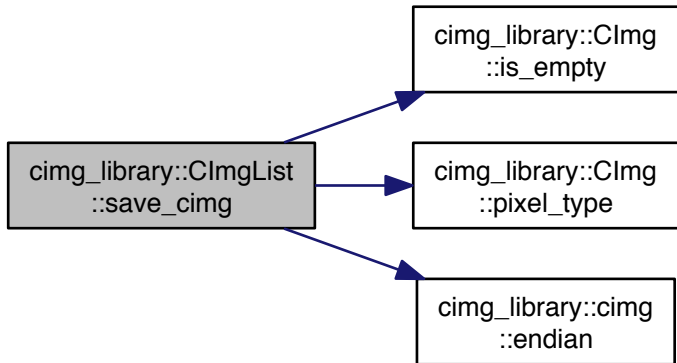 cimg_library::CImg
::is_empty
cimg_library::CImgList
::save_cimg
cimg_library::CImg
::pixel_type
cimg_library::cimg
::endian